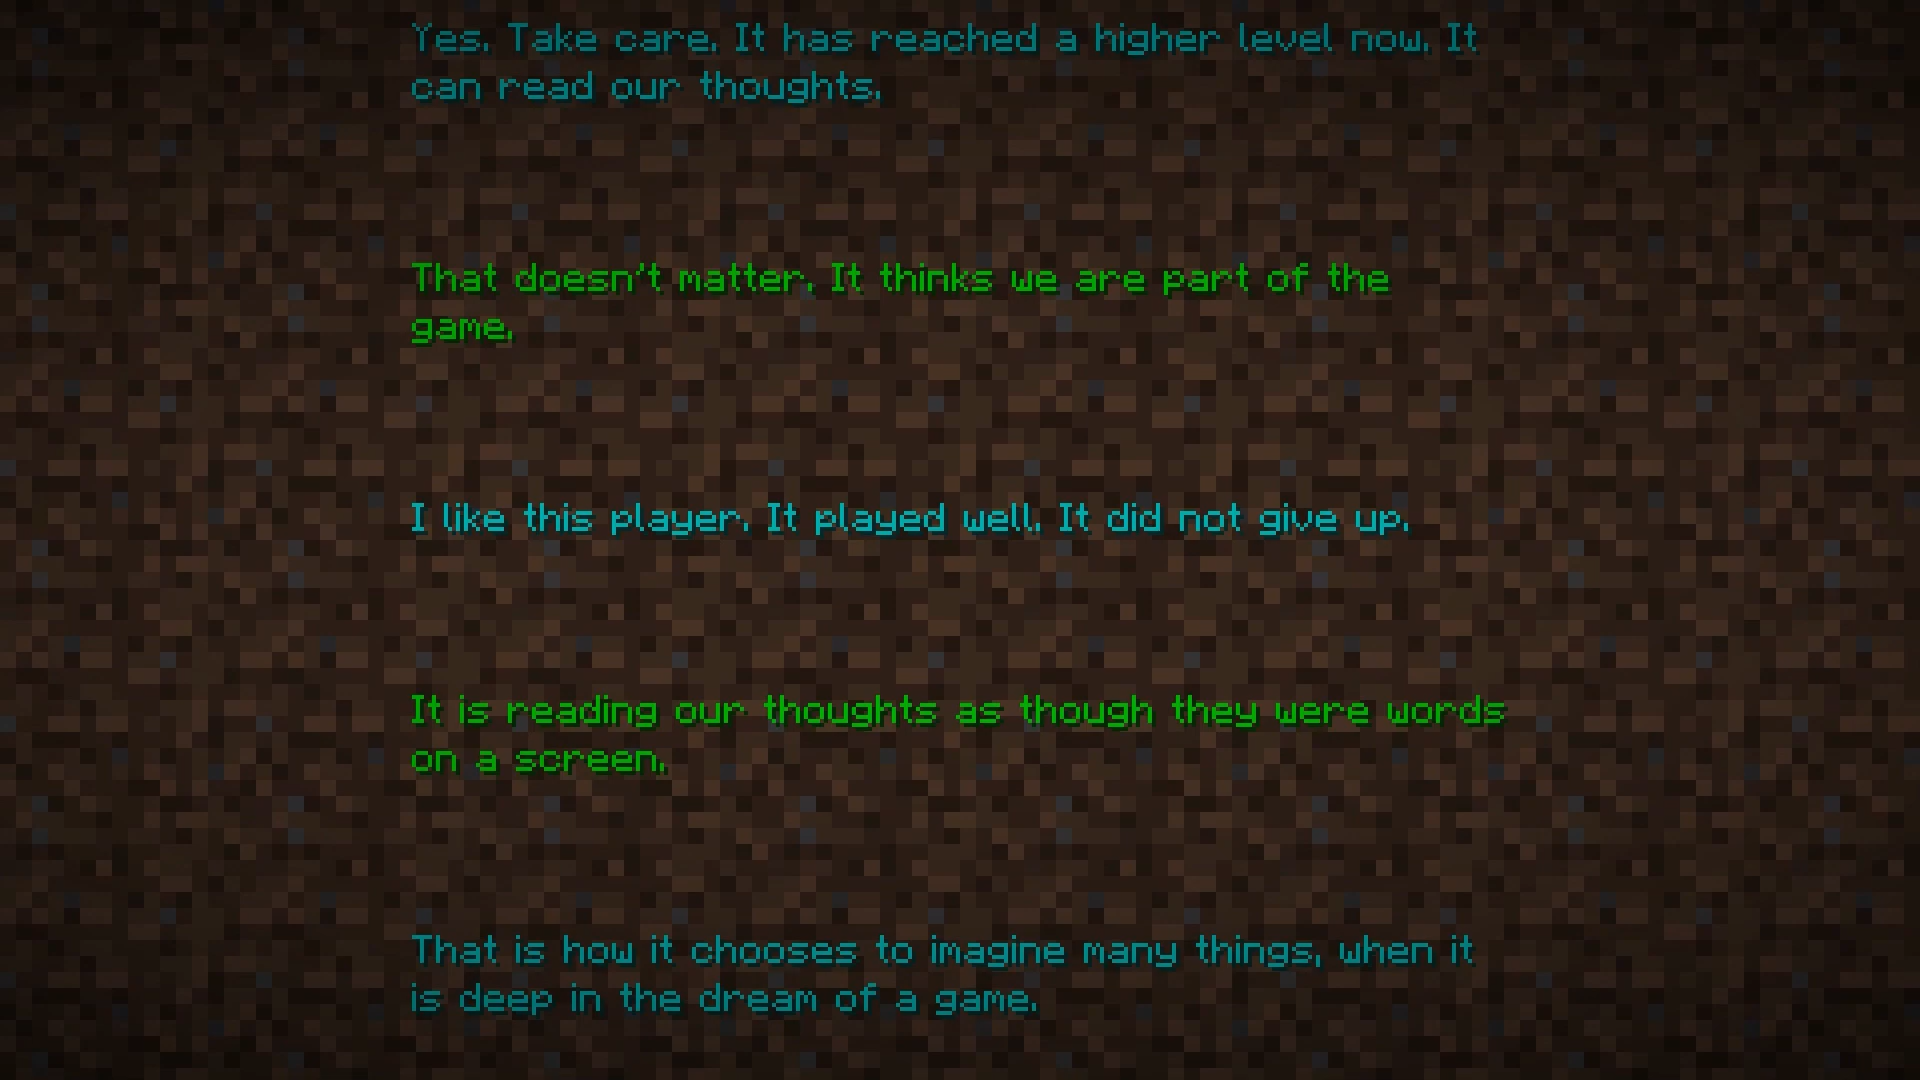 Yes. Take care. It has reached a higher level now. It
can read our thoughts.
That doesn't matter. It thinks we are part of the
game.
I like this player. It played well. It did not give up.
It is reading our thoughts as though they were words
on a screen.
That is how it chooses to imagine many things, when it
is deep in the dream of a game.